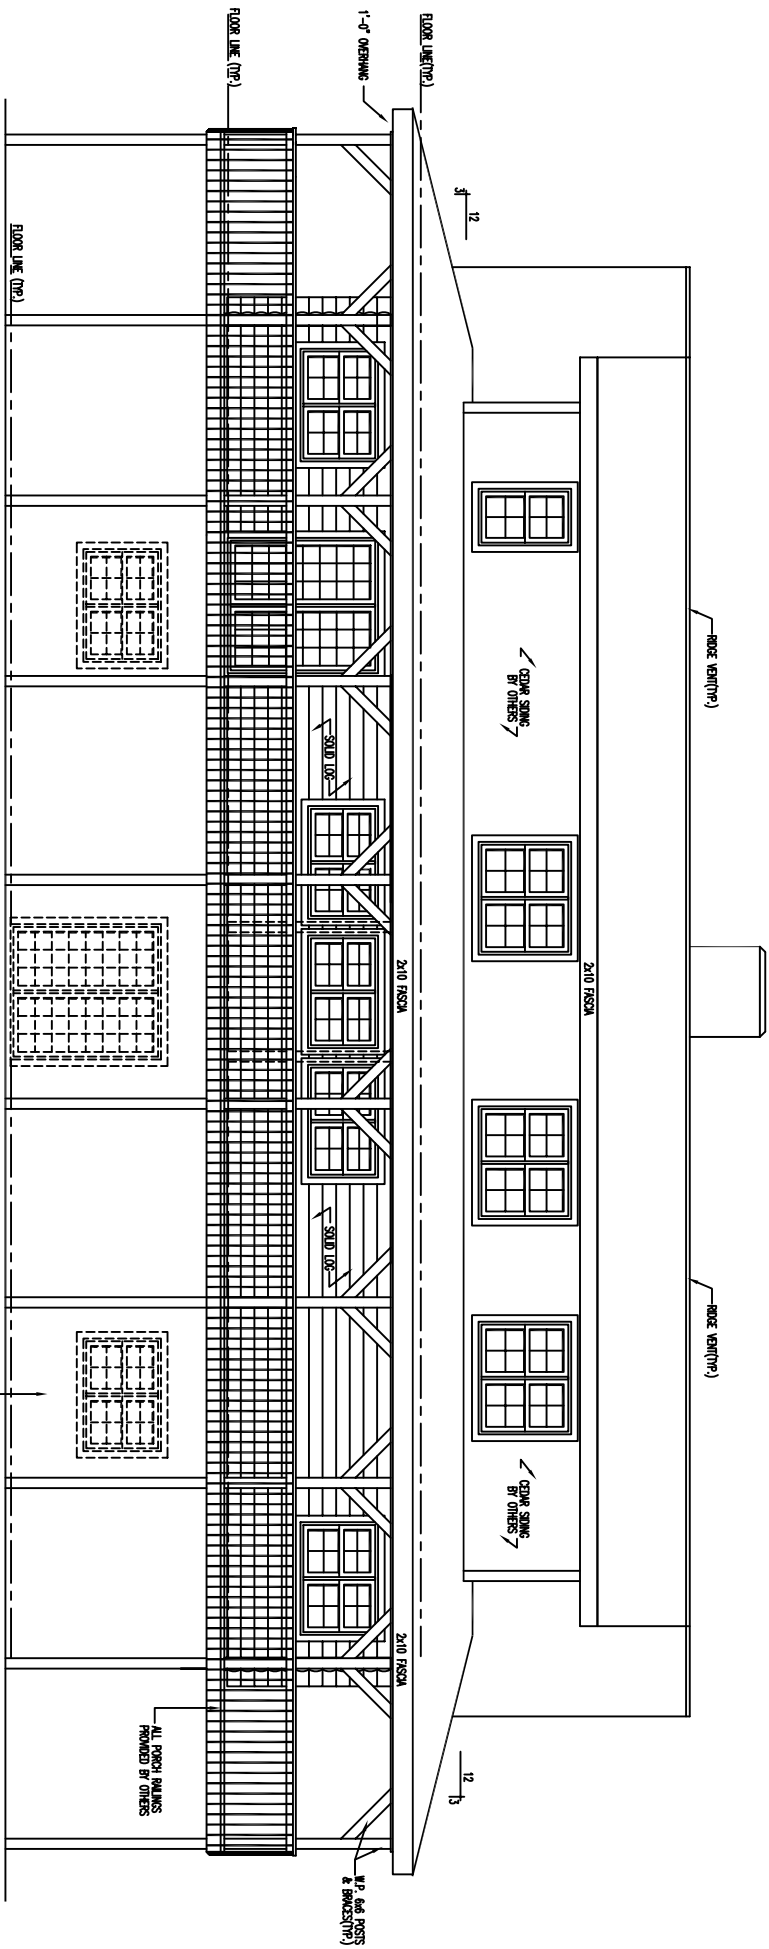 RIDGE VENT(TYP.)
RIDGE VENT(TYP.)
2x10 FASCIA
CEDAR SIDING
BY OTHERS
CEDAR SIDING
BY OTHERS
12
3
12
3
FLOOR LINE(TYP.)
1'-0" OVERHANG
2x10 FASCIA
2x10 FASCIA
W.P. 6x6 POSTS
& BRACES(TYP.)
SOLID LOG
SOLID LOG
FLOOR LINE (TYP.)
ALL PORCH RAILINGS
PROVIDED BY OTHERS
FLOOR LINE (TYP.)